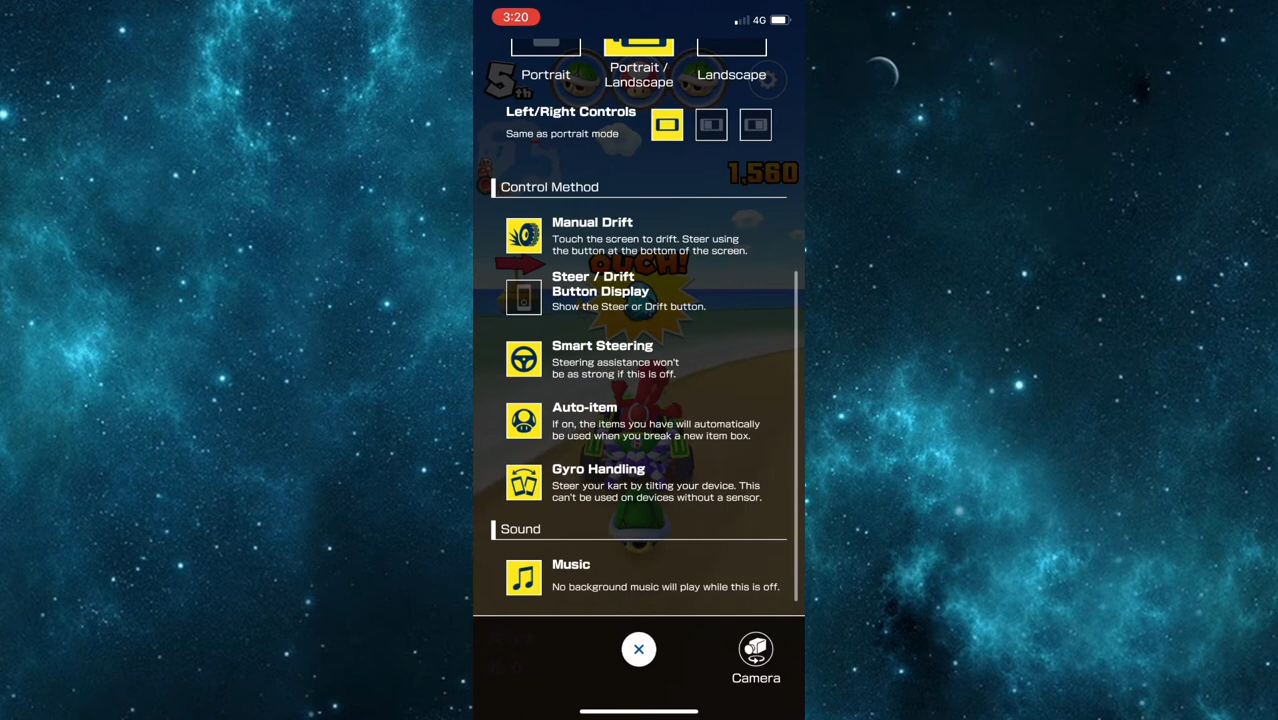 3:20
4G
Portrait
Portrait /
Landscape
Landscape
5th
Left/Right Controls
Same as portrait mode
1,560
Control Method
Manual Drift
Touch the screen to drift. Steer using
the button at the bottom of the screen.
OUCH!
Steer / Drift
Button Display
Show the Steer or Drift button.
Smart Steering
Steering assistance won't
be as strong if this is off.
Auto-item
If on, the items you have will automatically
be used when you break a new item box.
Gyro Handling
Steer your kart by tilting your device. This
can't be used on devices without a sensor.
Sound
Music
No background music will play while this is off.
Camera